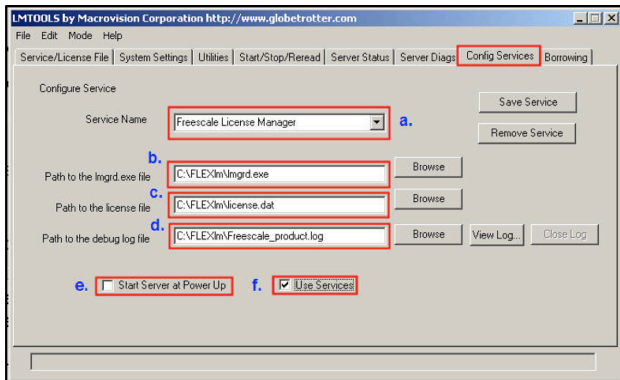 LMTOOLS by Macrovision Corporation http://www.globetrotter.com
File Edit Mode Help
Service/License File System Settings Utilities Start/Stop/Reread Server Status Server Diags Config Services Borrowing
Configure Service
Save Service
Service Name Freescale License Manager a.
Remove Service
b.
Path to the lmgrd.exe file C:\FLEXlm\lmgrd.exe Browse
c.
Path to the license file C:\FLEXlm\license.dat Browse
d.
Path to the debug log file C:\FLEXlm\Freescale_product.log Browse View Log... Close Log
e. Start Server at Power Up f. Use Services